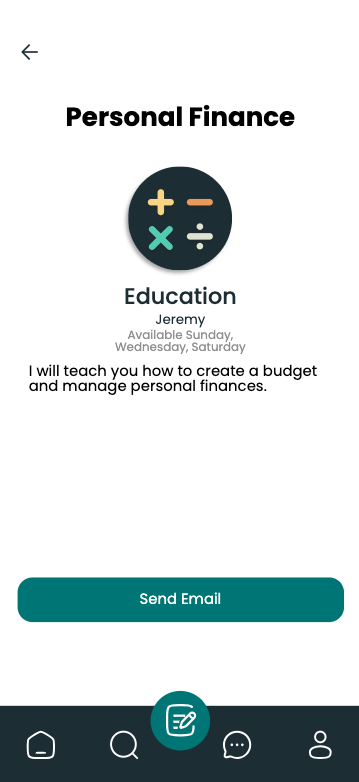 Personal Finance
Education
Jeremy
Available Sunday,
Wednesday, Saturday
I will teach you how to create a budget
and manage personal finances.
Send Email